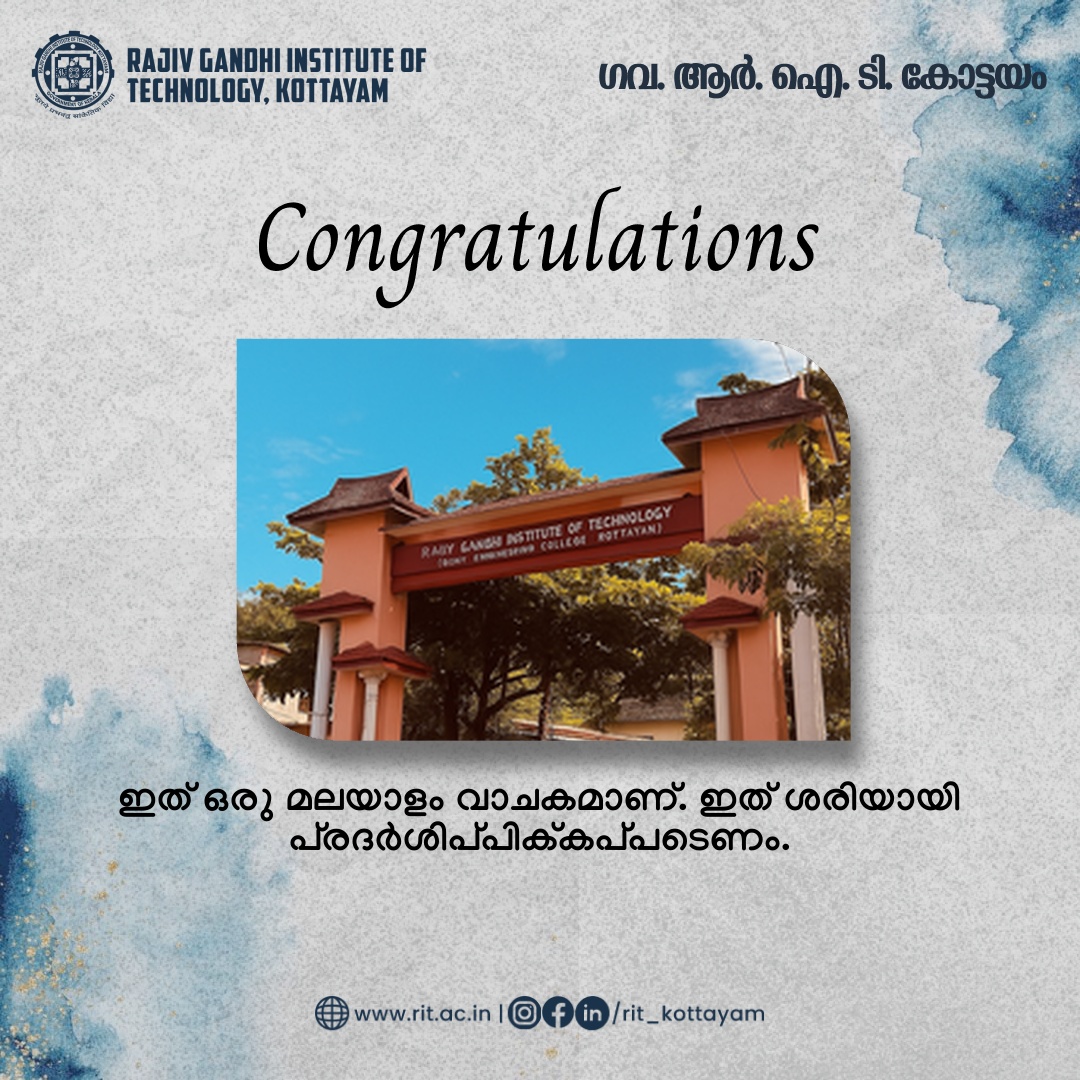 RAJIV GANDHI INSTITUTE OF
TECHNOLOGY, KOTTAYAM
ഗവ. ആർ. ഐ. ടി. കോട്ടയം
Congratulations
RAJIV GANDHI INSTITUTE OF TECHNOLOGY
(GOVT ENGINEERING COLLEGE KOTTAYAM)
ഇത് ഒരു മലയാളം വാചകമാണ്. ഇത് ശരിയായി
പ്രദർശിപ്പിക്കപ്പടെണം.
www.rit.ac.in | /rit_kottayam